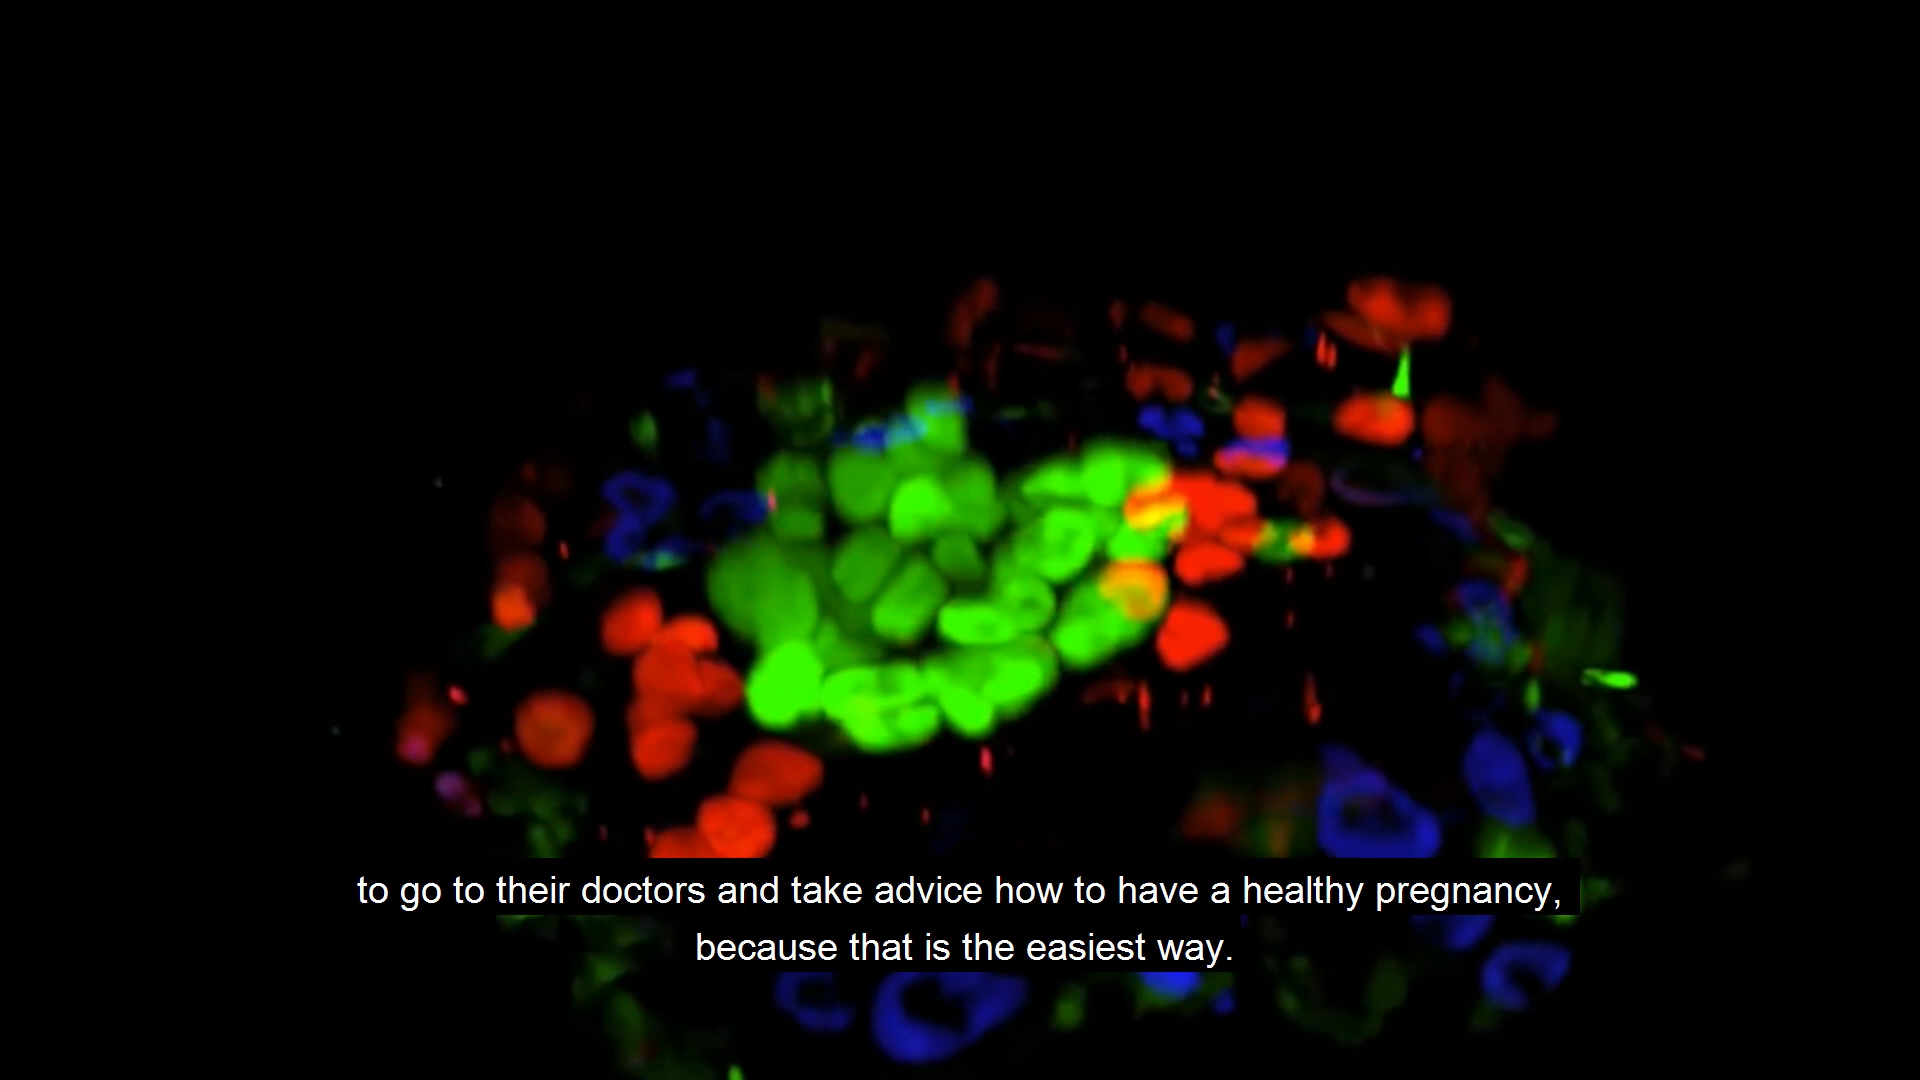 to go to their doctors and take advice how to have a healthy pregnancy,
because that is the easiest way.